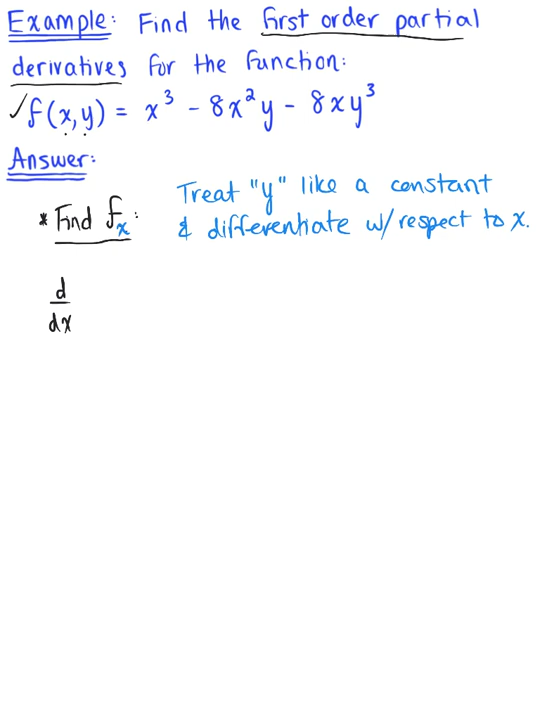 Example: Find the first order partial
derivatives for the function:
✓ f(x,y) = x³ - 8x²y - 8xy³
Answer:
* Find fₓ: Treat "y" like a constant
& differentiate w/ respect to x.
d
dx